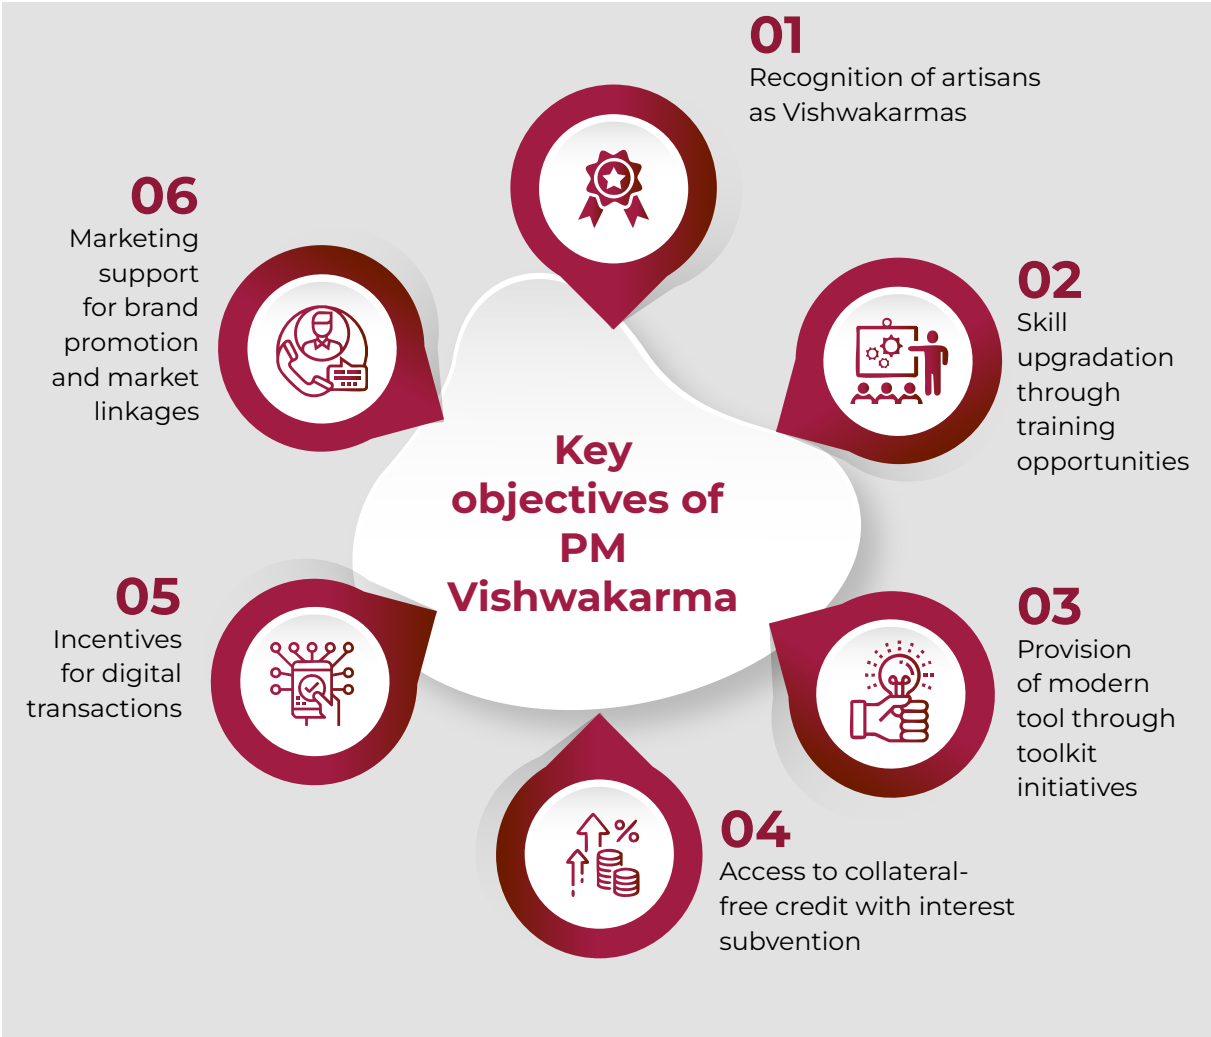 Key
objectives of
PM
Vishwakarma
01
Recognition of artisans
as Vishwakarmas
02
Skill
upgradation
through
training
opportunities
03
Provision
of modern
tool through
toolkit
initiatives
04
Access to collateral-
free credit with interest
subvention
05
Incentives
for digital
transactions
06
Marketing
support
for brand
promotion
and market
linkages